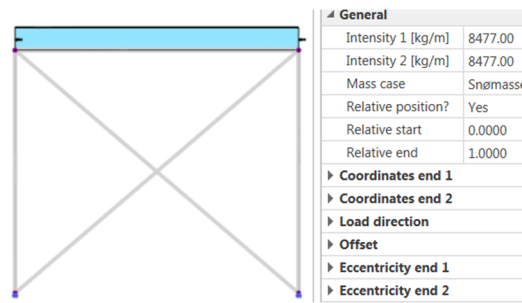 General
Intensity 1 [kg/m] 8477.00
Intensity 2 [kg/m] 8477.00
Mass case Snømasse
Relative position? Yes
Relative start 0.0000
Relative end 1.0000
Coordinates end 1
Coordinates end 2
Load direction
Offset
Eccentricity end 1
Eccentricity end 2